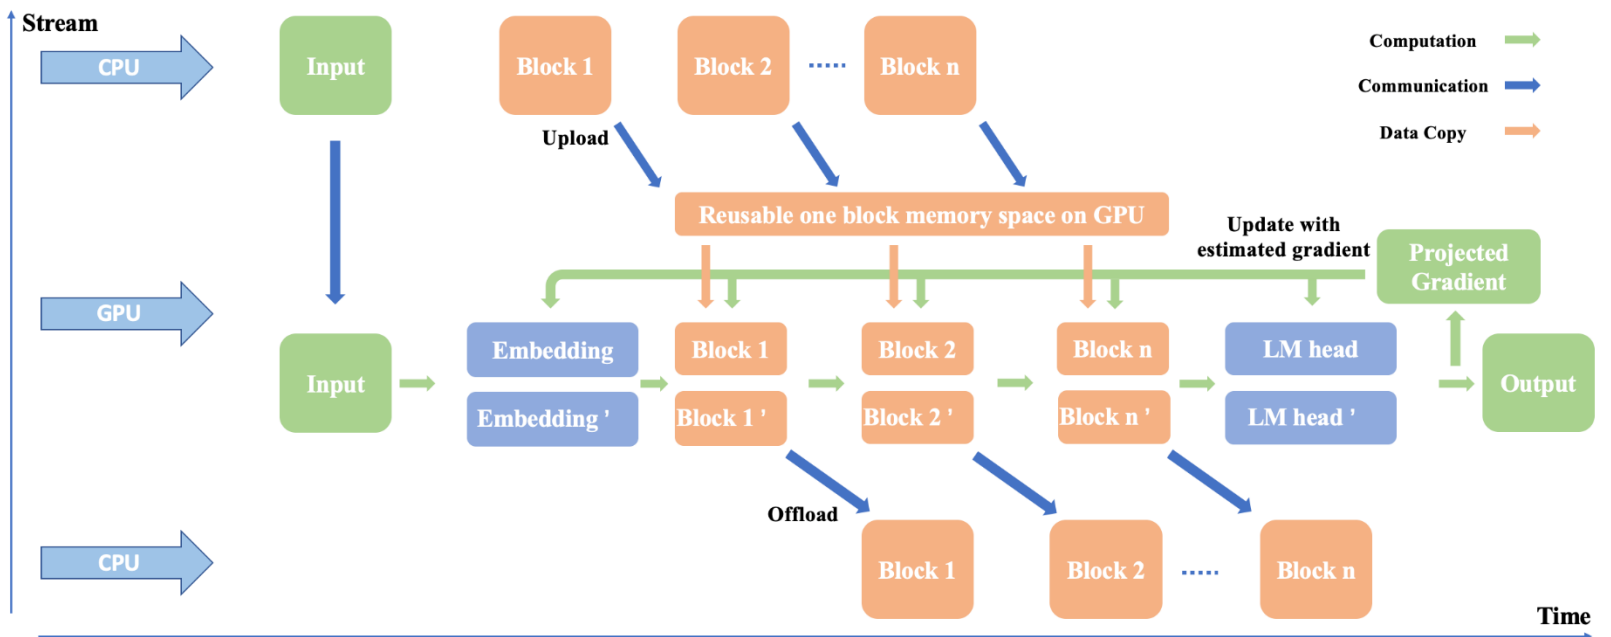 Stream
CPU
Input
Block 1
Block 2
Block n
Computation
Communication
Data Copy
Upload
Reusable one block memory space on GPU
Update with
estimated gradient
Projected
Gradient
GPU
Input
Embedding
Block 1
Block 2
Block n
LM head
Output
Embedding '
Block 1 '
Block 2 '
Block n '
LM head '
Offload
CPU
Block 1
Block 2
Block n
Time